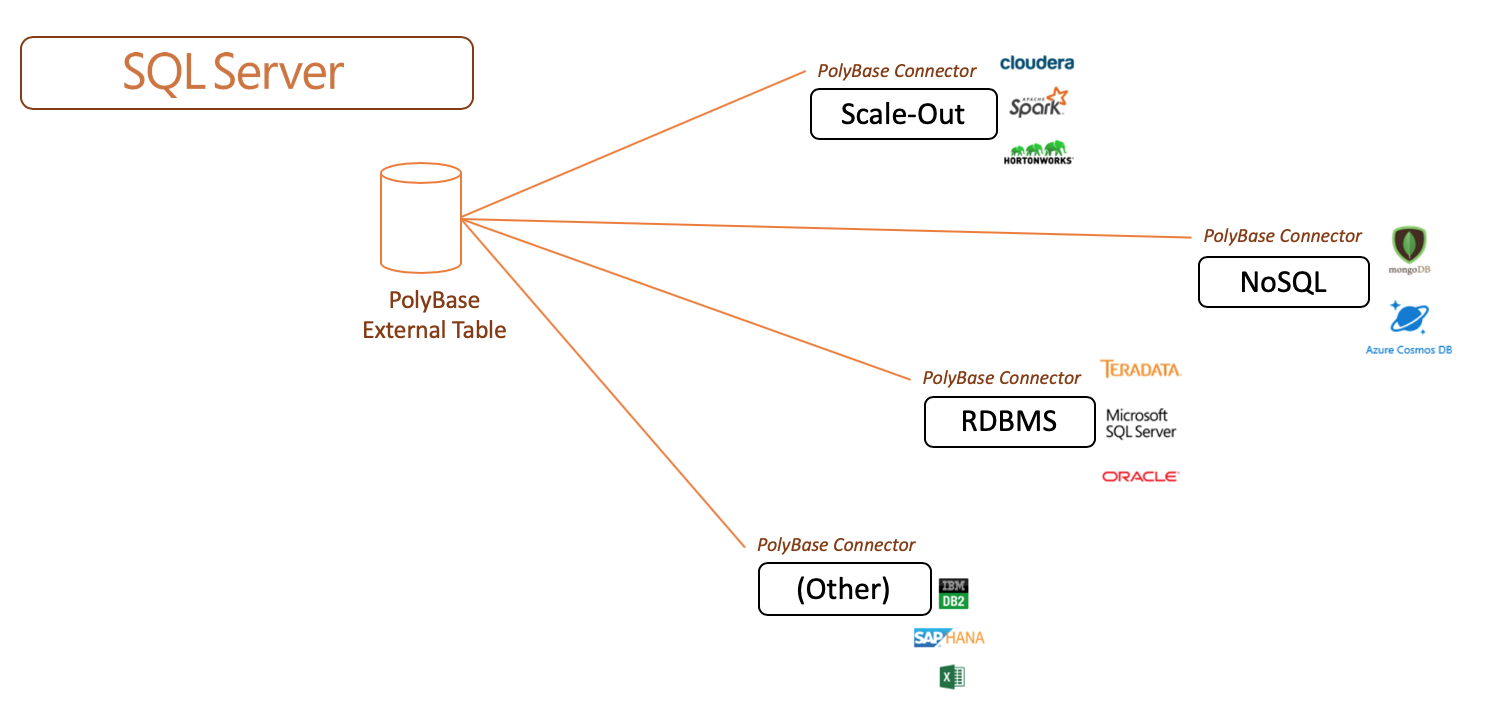 SQL Server
PolyBase Connector
cloudera
Scale-Out
APACHE
Spark
HORTONWORKS
PolyBase
External Table
PolyBase Connector
NoSQL
mongoDB
Azure Cosmos DB
PolyBase Connector
TERADATA
RDBMS
Microsoft
SQL Server
ORACLE
PolyBase Connector
(Other)
IBM
DB2
SAP HANA
X